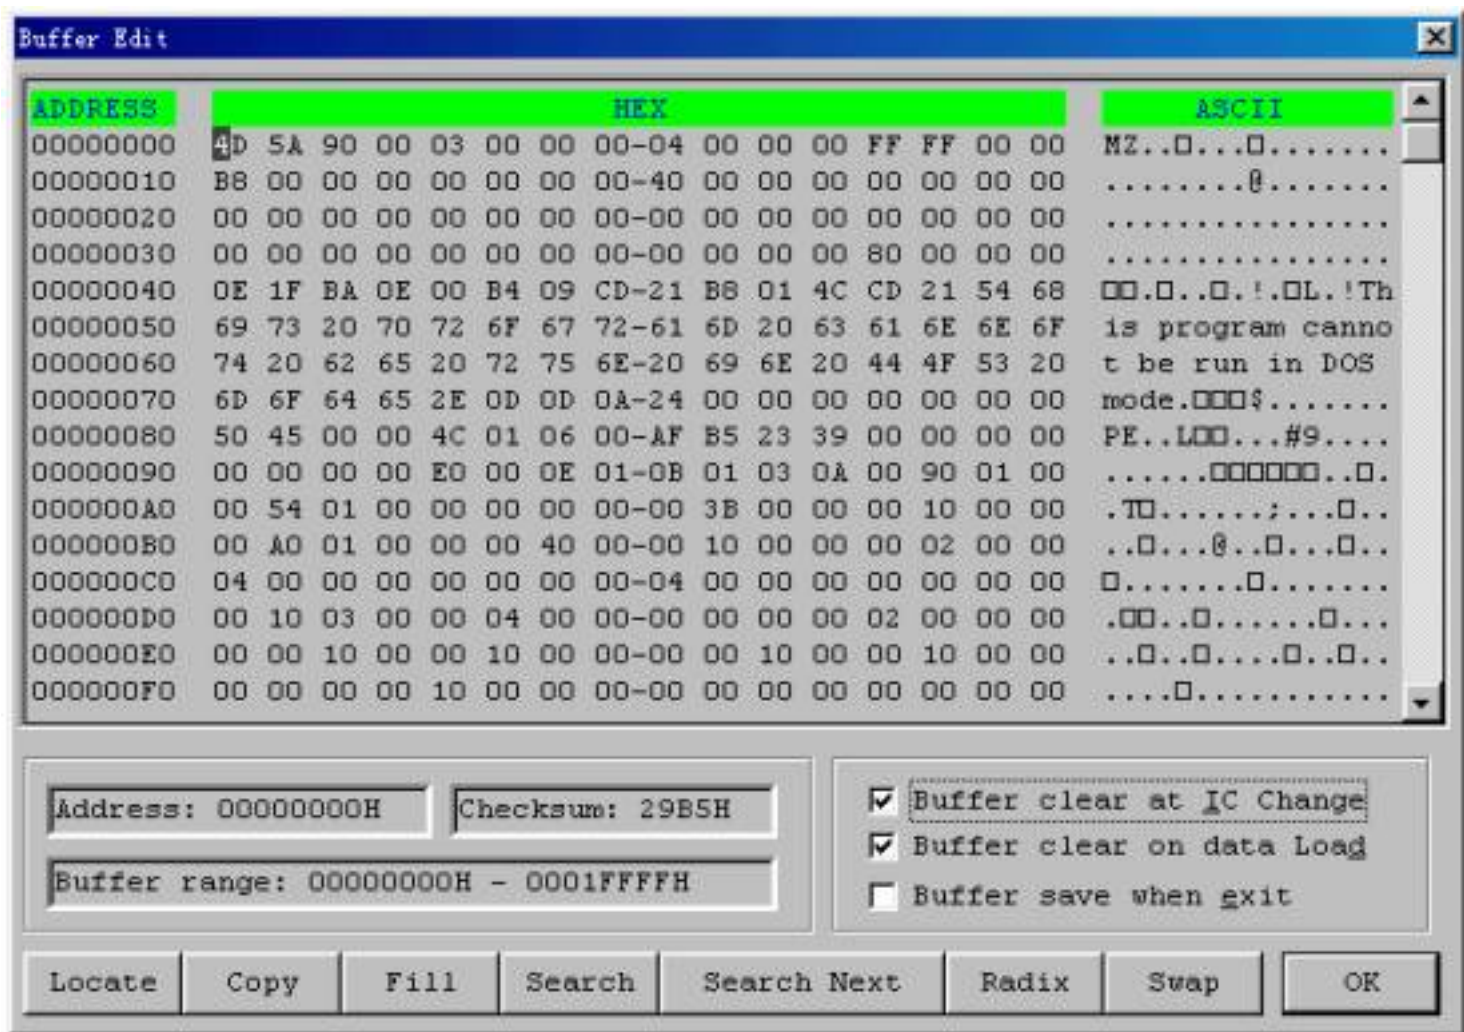 Buffer Edit
ADDRESS HEX ASCII
00000000 4D 5A 90 00 03 00 00 00-04 00 00 00 FF FF 00 00 MZ..□...□.......
00000010 B8 00 00 00 00 00 00 00-40 00 00 00 00 00 00 00 ........@.......
00000020 00 00 00 00 00 00 00 00-00 00 00 00 00 00 00 00 ................
00000030 00 00 00 00 00 00 00 00-00 00 00 00 80 00 00 00 ................
00000040 0E 1F BA 0E 00 B4 09 CD-21 B8 01 4C CD 21 54 68 □□.□..□.!.□L.!Th
00000050 69 73 20 70 72 6F 67 72-61 6D 20 63 61 6E 6E 6F is program canno
00000060 74 20 62 65 20 72 75 6E-20 69 6E 20 44 4F 53 20 t be run in DOS
00000070 6D 6F 64 65 2E 0D 0D 0A-24 00 00 00 00 00 00 00 mode.□□□$.......
00000080 50 45 00 00 4C 01 06 00-AF B5 23 39 00 00 00 00 PE..L□□...#9....
00000090 00 00 00 00 E0 00 0E 01-0B 01 03 0A 00 90 01 00 ......□□□□□□..□.
000000A0 00 54 01 00 00 00 00 00-00 3B 00 00 00 10 00 00 .T□......;...□..
000000B0 00 A0 01 00 00 00 40 00-00 10 00 00 00 02 00 00 ..□...@..□...□..
000000C0 04 00 00 00 00 00 00 00-04 00 00 00 00 00 00 00 □.......□.......
000000D0 00 10 03 00 00 04 00 00-00 00 00 00 02 00 00 00 .□□..□......□...
000000E0 00 00 10 00 00 10 00 00-00 00 10 00 00 10 00 00 ..□..□....□..□..
000000F0 00 00 00 00 10 00 00 00-00 00 00 00 00 00 00 00 ....□...........
Address: 00000000H Checksum: 29B5H
Buffer range: 00000000H - 0001FFFFH
Buffer clear at IC Change
Buffer clear on data Load
Buffer save when exit
Locate Copy Fill Search Search Next Radix Swap OK